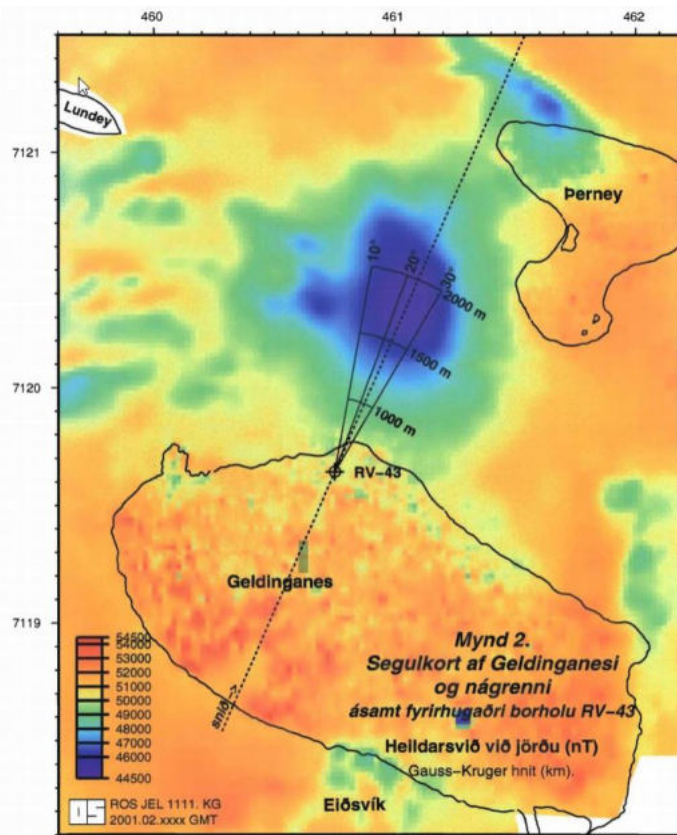 460
461
462
Lundey
7121
Þerney
10°
20°
30°
2000 m
1500 m
7120
1000 m
RV-43
Geldinganes
7119
54500
54000
53000
52000
51000
50000
49000
48000
47000
46000
44500
snið -->
Mynd 2.
Segulkort af Geldinganesi
og nágrenni
ásamt fyrirhugaðri borholu RV-43
Heildarsvið við jörðu (nT)
Gauss-Kruger hnit (km).
Eiðsvík
OS
ROS JEL 1111. KG
2001.02.xxxx GMT